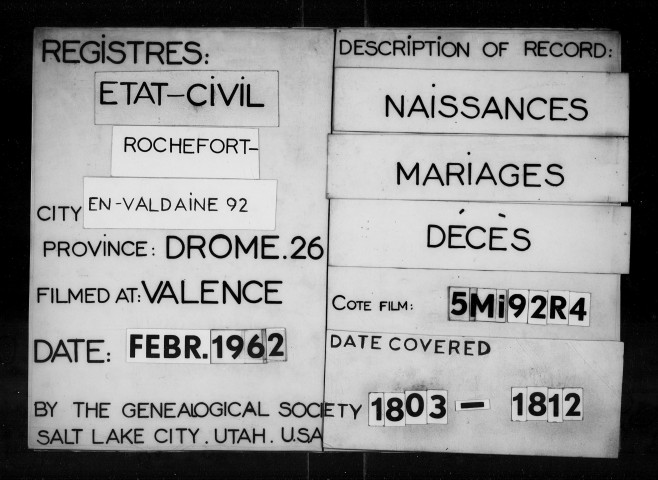 REGISTRES:
ETAT-CIVIL
ROCHEFORT-
CITY EN-VALDAINE 92
PROVINCE: DROME.26
FILMED AT: VALENCE
DATE: FEBR. 1962
BY THE GENEALOGICAL SOCIETY
SALT LAKE CITY. UTAH. USA
DESCRIPTION OF RECORD:
NAISSANCES
MARIAGES
DÉCÈS
COTE FILM: 5Mi92R4
DATE COVERED
1803 - 1812